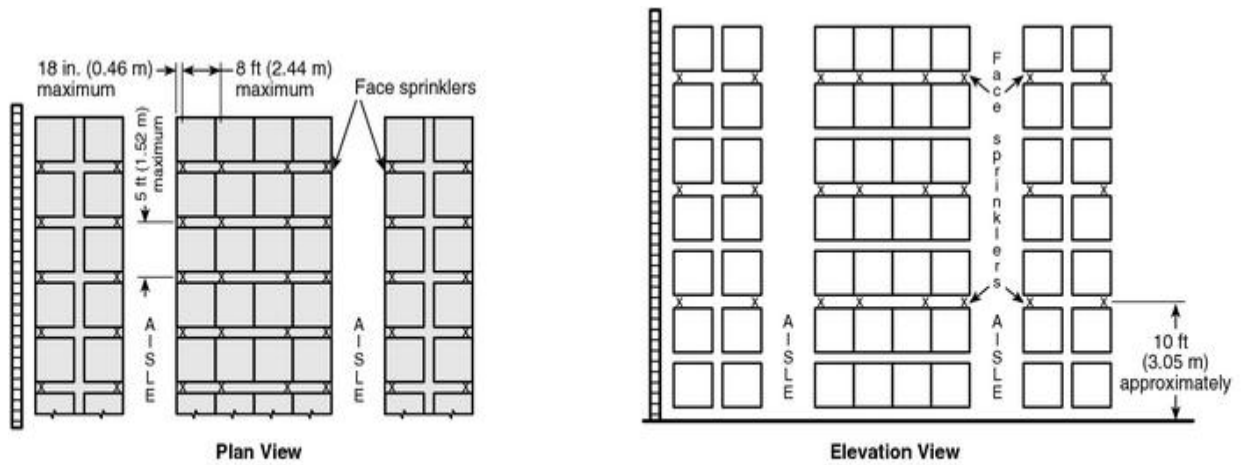 18 in. (0.46 m)
maximum
8 ft (2.44 m)
maximum
Face sprinklers
5 ft (1.52 m)
maximum
AISLE
AISLE
Plan View
Face sprinklers
AISLE
AISLE
10 ft
(3.05 m)
approximately
Elevation View